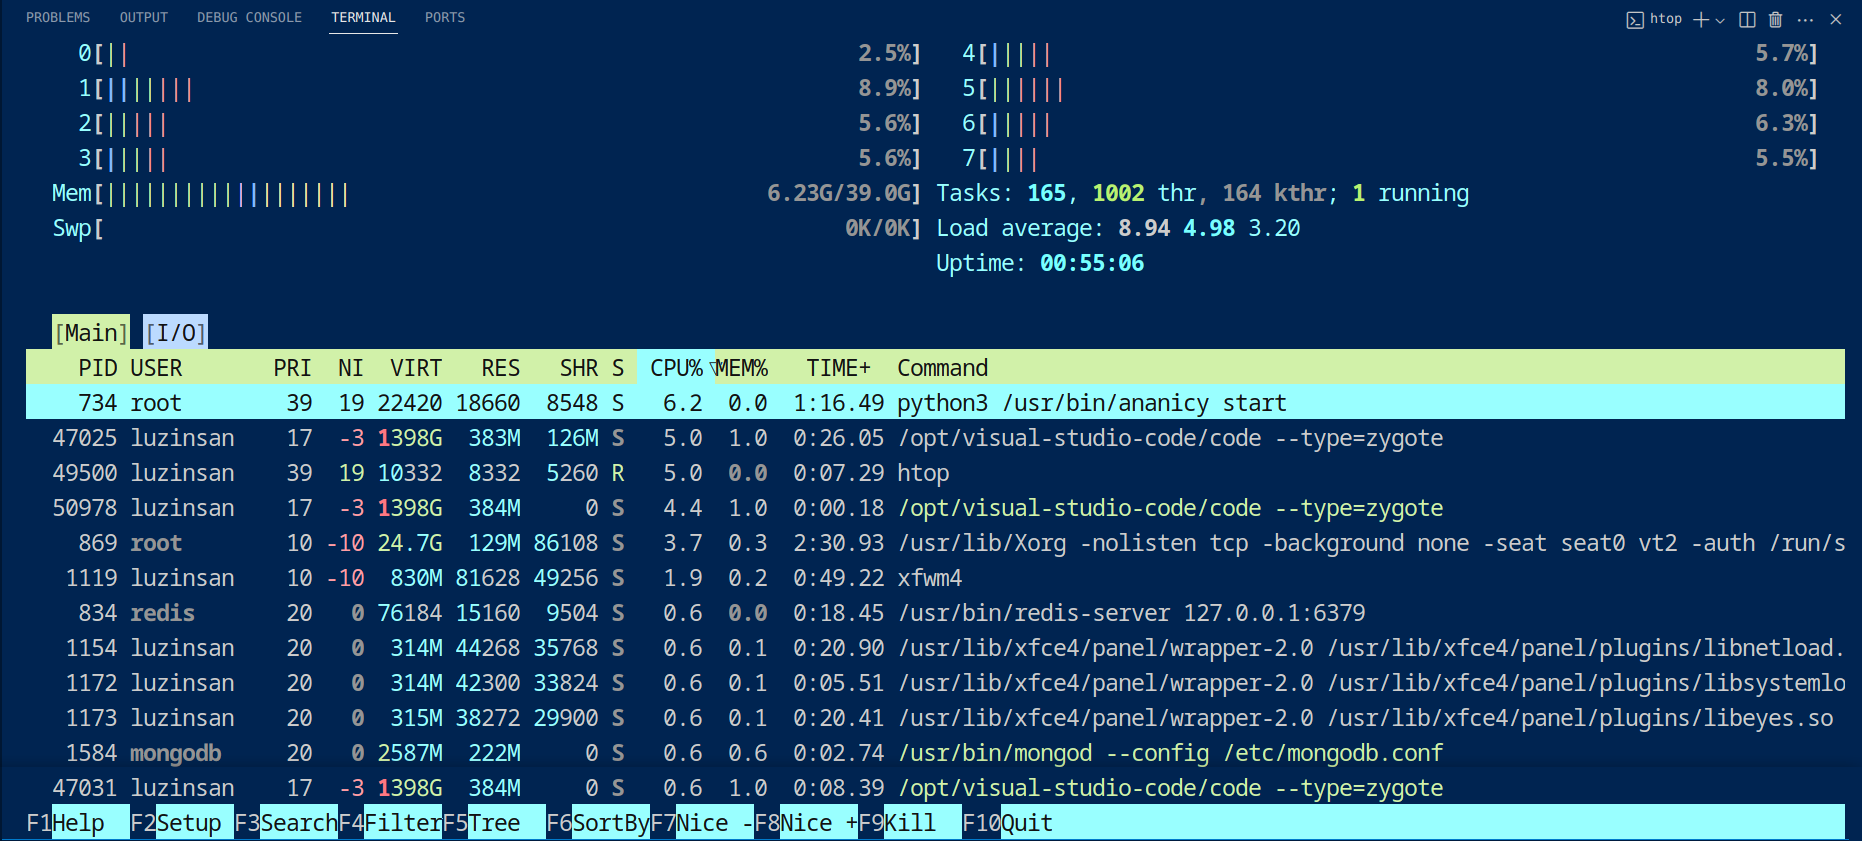 PROBLEMS OUTPUT DEBUG CONSOLE TERMINAL PORTS htop
0[|| 2.5%] 4[||||| 5.7%]
1[||||||| 8.9%] 5[|||||| 8.0%]
2[||||| 5.6%] 6[||||| 6.3%]
3[||||| 5.6%] 7[|||| 5.5%]
Mem[||||||||||||||||||| 6.23G/39.0G] Tasks: 165, 1002 thr, 164 kthr; 1 running
Swp[ 0K/0K] Load average: 8.94 4.98 3.20
Uptime: 00:55:06
[Main] [I/O]
PID USER PRI NI VIRT RES SHR S CPU%▽MEM% TIME+ Command
734 root 39 19 22420 18660 8548 S 6.2 0.0 1:16.49 python3 /usr/bin/ananicy start
47025 luzinsan 17 -3 1398G 383M 126M S 5.0 1.0 0:26.05 /opt/visual-studio-code/code --type=zygote
49500 luzinsan 39 19 10332 8332 5260 R 5.0 0.0 0:07.29 htop
50978 luzinsan 17 -3 1398G 384M 0 S 4.4 1.0 0:00.18 /opt/visual-studio-code/code --type=zygote
869 root 10 -10 24.7G 129M 86108 S 3.7 0.3 2:30.93 /usr/lib/Xorg -nolisten tcp -background none -seat seat0 vt2 -auth /run/s
1119 luzinsan 10 -10 830M 81628 49256 S 1.9 0.2 0:49.22 xfwm4
834 redis 20 0 76184 15160 9504 S 0.6 0.0 0:18.45 /usr/bin/redis-server 127.0.0.1:6379
1154 luzinsan 20 0 314M 44268 35768 S 0.6 0.1 0:20.90 /usr/lib/xfce4/panel/wrapper-2.0 /usr/lib/xfce4/panel/plugins/libnetload.
1172 luzinsan 20 0 314M 42300 33824 S 0.6 0.1 0:05.51 /usr/lib/xfce4/panel/wrapper-2.0 /usr/lib/xfce4/panel/plugins/libsystemlo
1173 luzinsan 20 0 315M 38272 29900 S 0.6 0.1 0:20.41 /usr/lib/xfce4/panel/wrapper-2.0 /usr/lib/xfce4/panel/plugins/libeyes.so
1584 mongodb 20 0 2587M 222M 0 S 0.6 0.6 0:02.74 /usr/bin/mongod --config /etc/mongodb.conf
47031 luzinsan 17 -3 1398G 384M 0 S 0.6 1.0 0:08.39 /opt/visual-studio-code/code --type=zygote
F1Help F2Setup F3SearchF4FilterF5Tree F6SortByF7Nice -F8Nice +F9Kill F10Quit